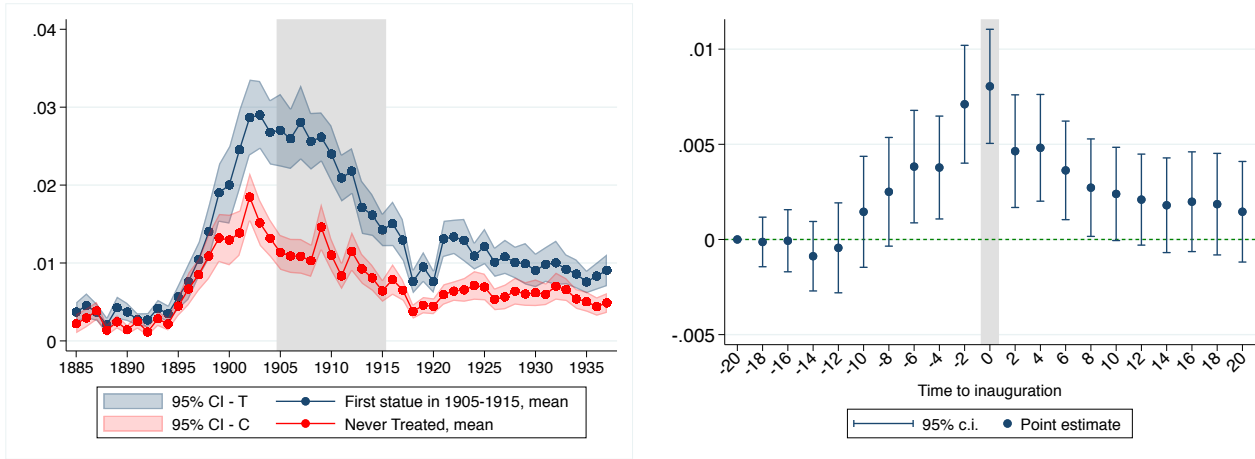 .04
.03
.02
.01
0
1885 1890 1895 1900 1905 1910 1915 1920 1925 1930 1935
95% CI - T First statue in 1905-1915, mean
95% CI - C Never Treated, mean
.01
.005
0
-.005
-20 -18 -16 -14 -12 -10 -8 -6 -4 -2 0 2 4 6 8 10 12 14 16 18 20
Time to inauguration
95% c.i. Point estimate